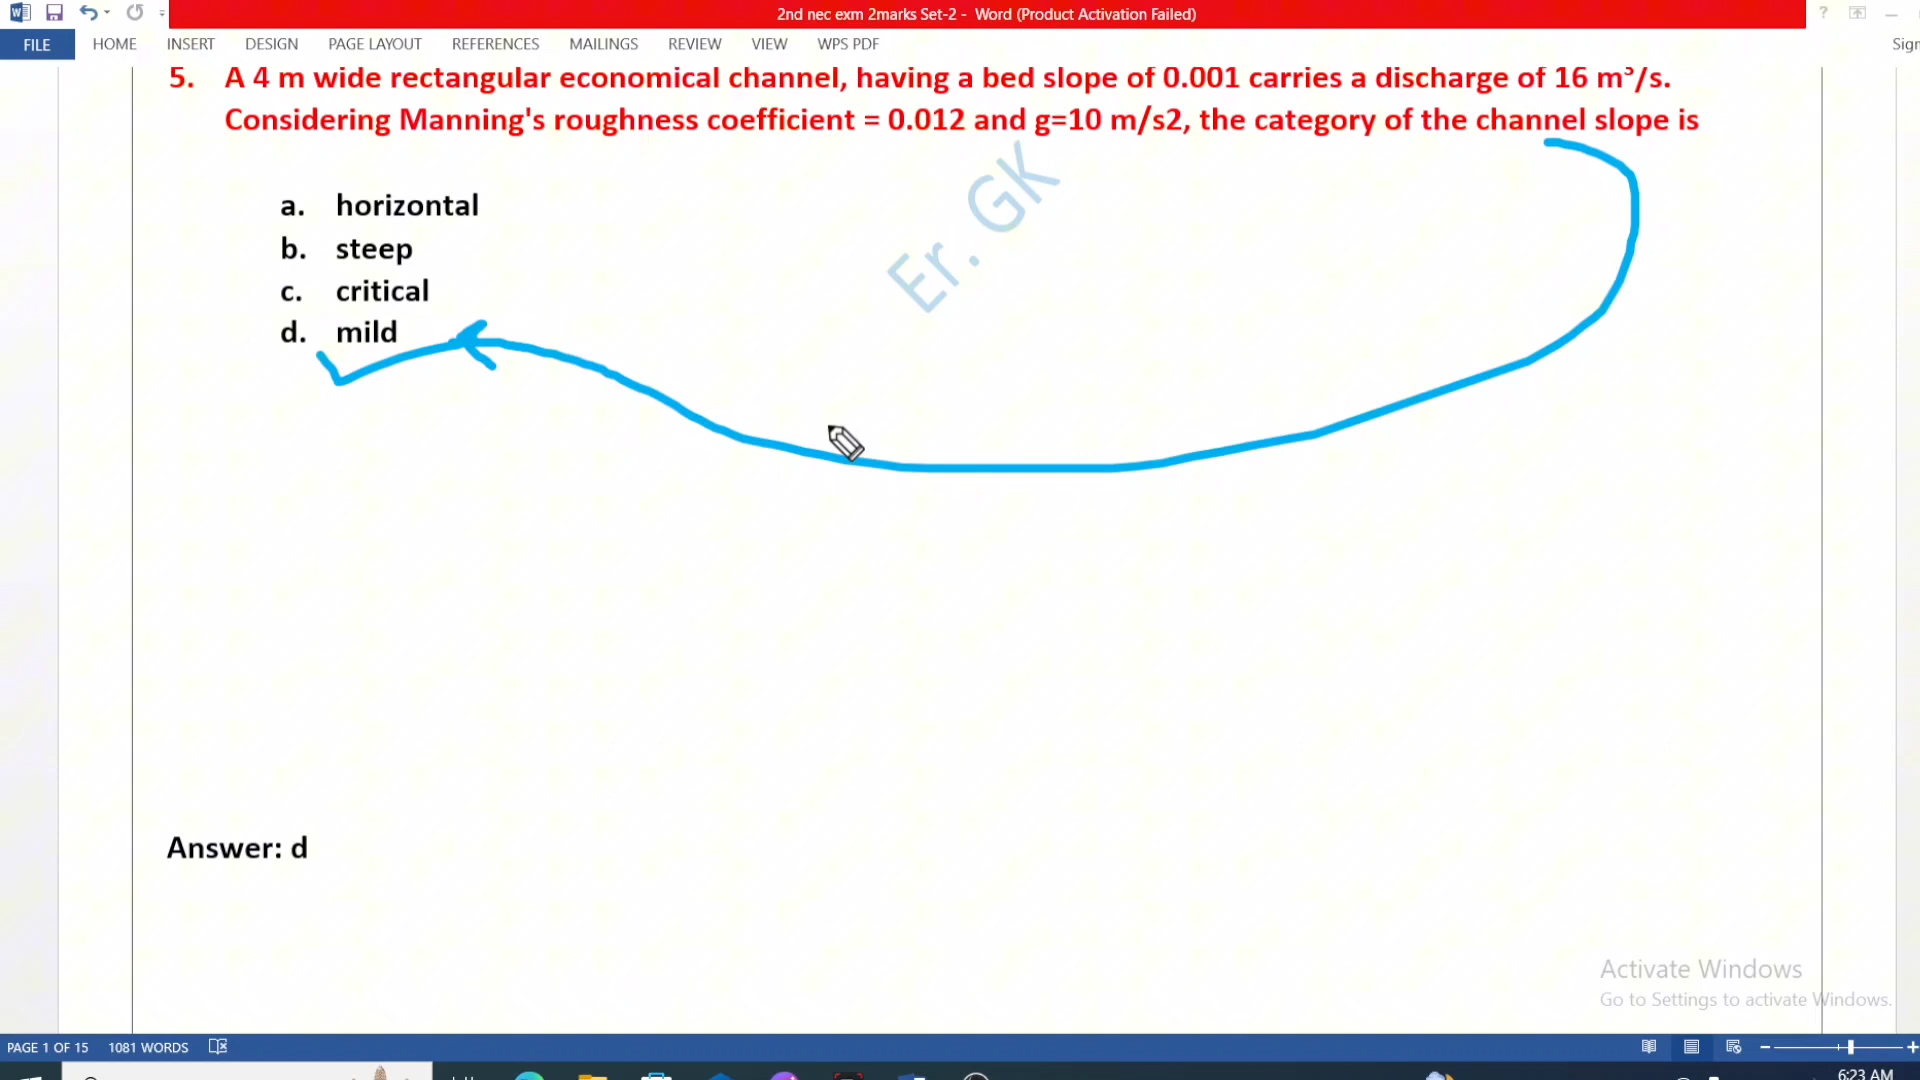 2nd nec exm 2marks Set-2 - Word (Product Activation Failed)
FILE HOME INSERT DESIGN PAGE LAYOUT REFERENCES MAILINGS REVIEW VIEW WPS PDF
5. A 4 m wide rectangular economical channel, having a bed slope of 0.001 carries a discharge of 16 m³/s.
Considering Manning's roughness coefficient = 0.012 and g=10 m/s2, the category of the channel slope is
Er. GK
a. horizontal
b. steep
c. critical
d. mild
Answer: d
Activate Windows
Go to Settings to activate Windows.
PAGE 1 OF 15 1081 WORDS
6:23 AM